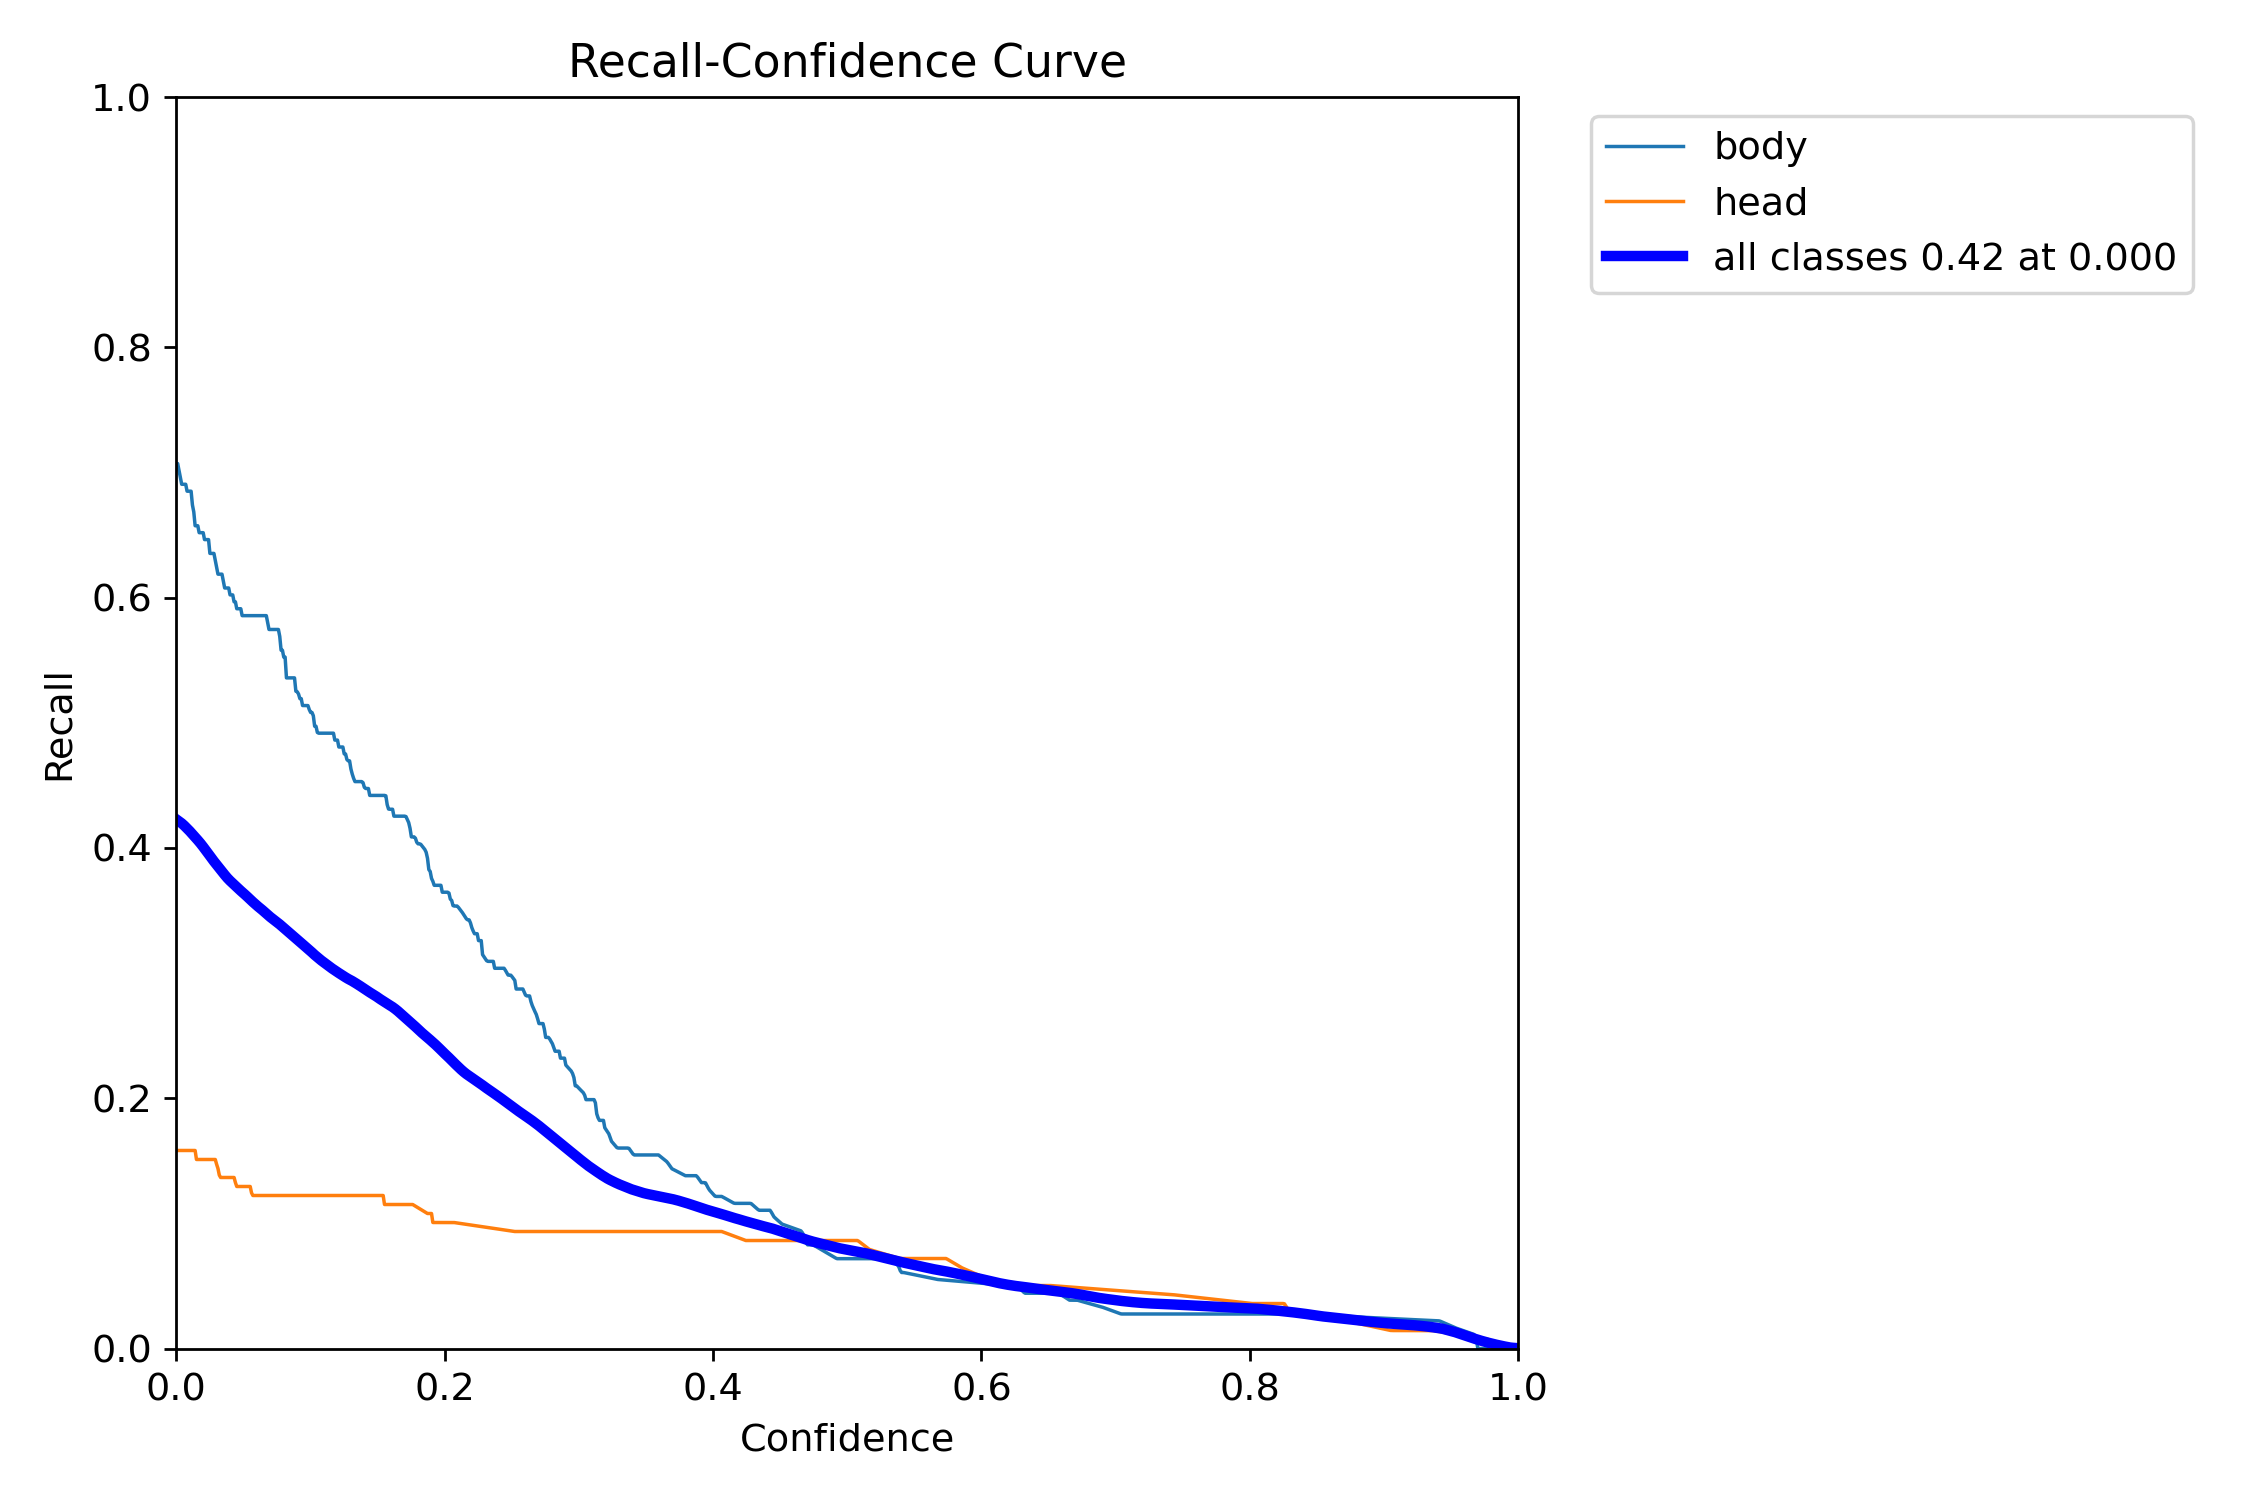 Recall-Confidence Curve
1.0
0.8
0.6
0.4
0.2
0.0
Recall
0.0 0.2 0.4 0.6 0.8 1.0
Confidence
body
head
all classes 0.42 at 0.000